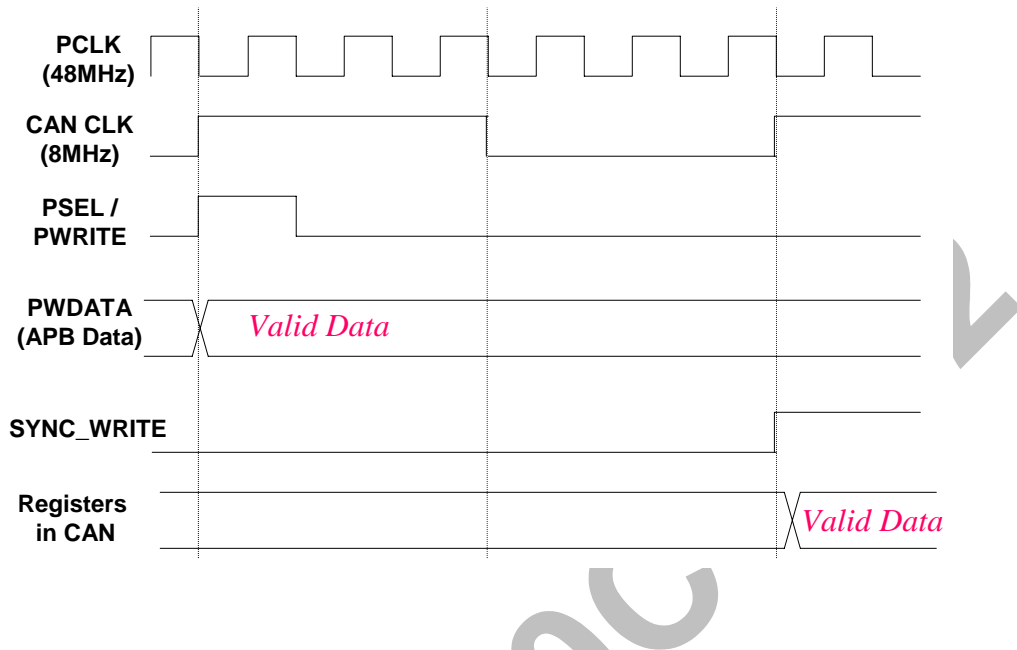 PCLK
(48MHz)
CAN CLK
(8MHz)
PSEL /
PWRITE
PWDATA
(APB Data)
Valid Data
SYNC_WRITE
Registers
in CAN
Valid Data